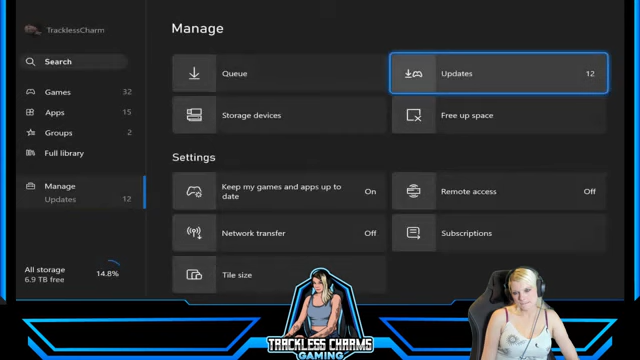 TracklessCharm
Search
Games 32
Apps 15
Groups 2
Full library
Manage
Updates 12
All storage
6.9 TB free
14.8%
Manage
Queue
Updates 12
Storage devices
Free up space
Settings
Keep my games and apps up to
date
On
Remote access Off
Network transfer Off
Subscriptions
Tile size
TRACKLESS CHARMS
GAMING